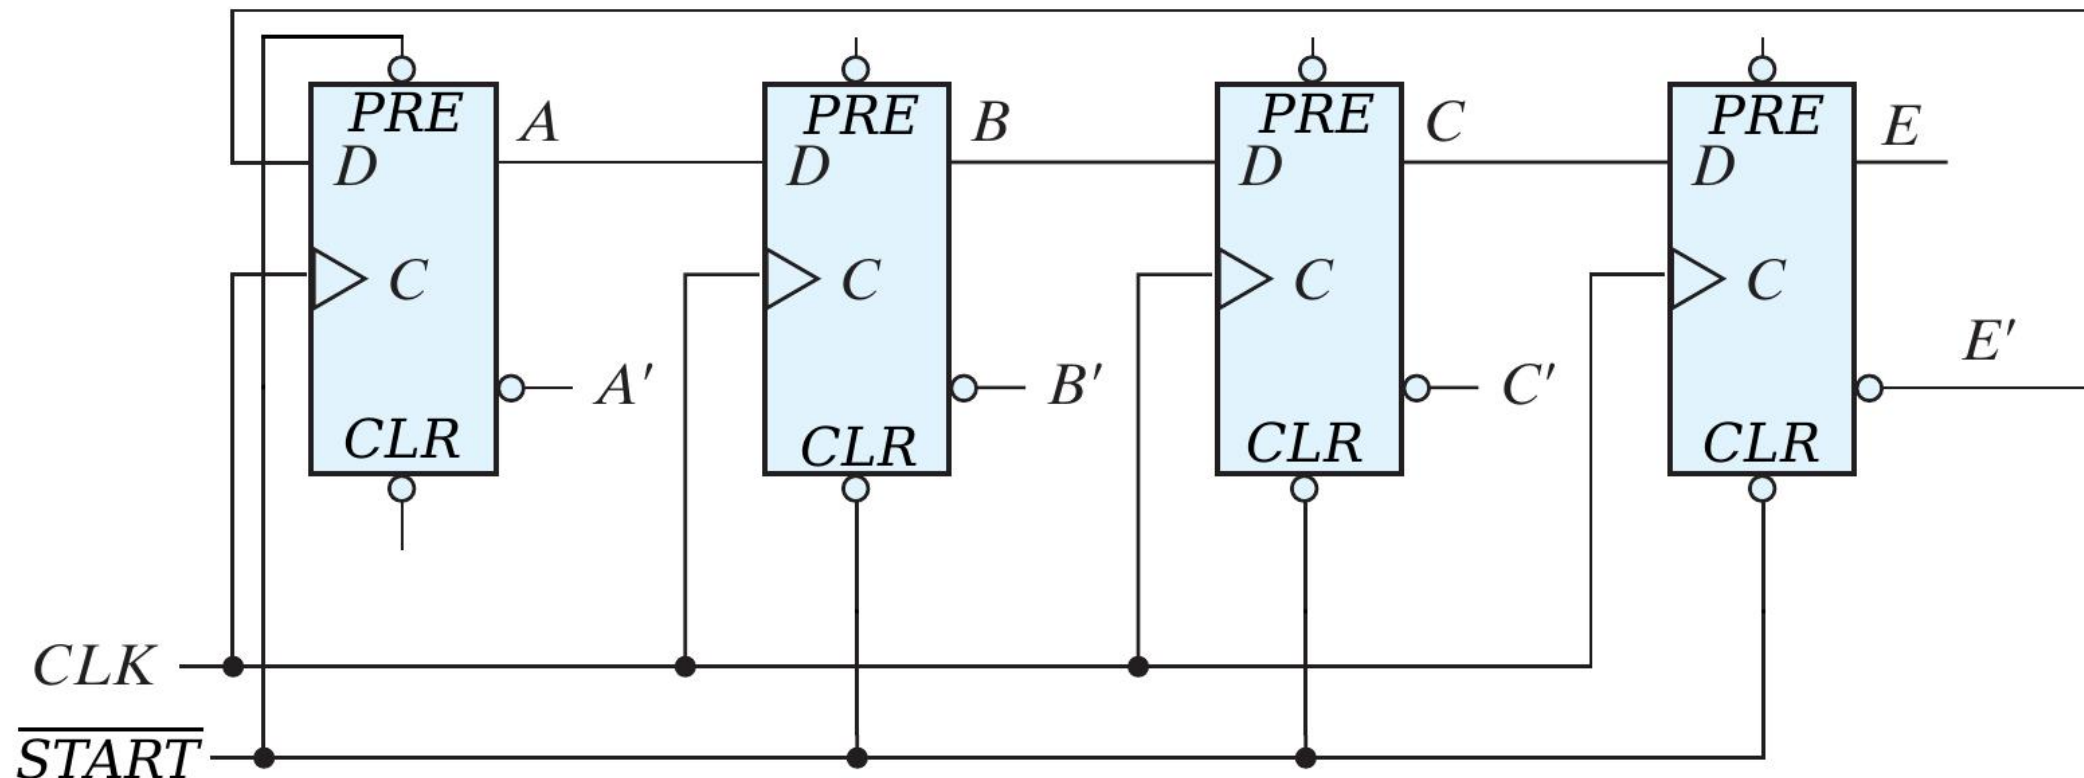 PRE A PRE B PRE C PRE E
D D D D
C C C C
A' B' C' E'
CLR CLR CLR CLR
CLK
START